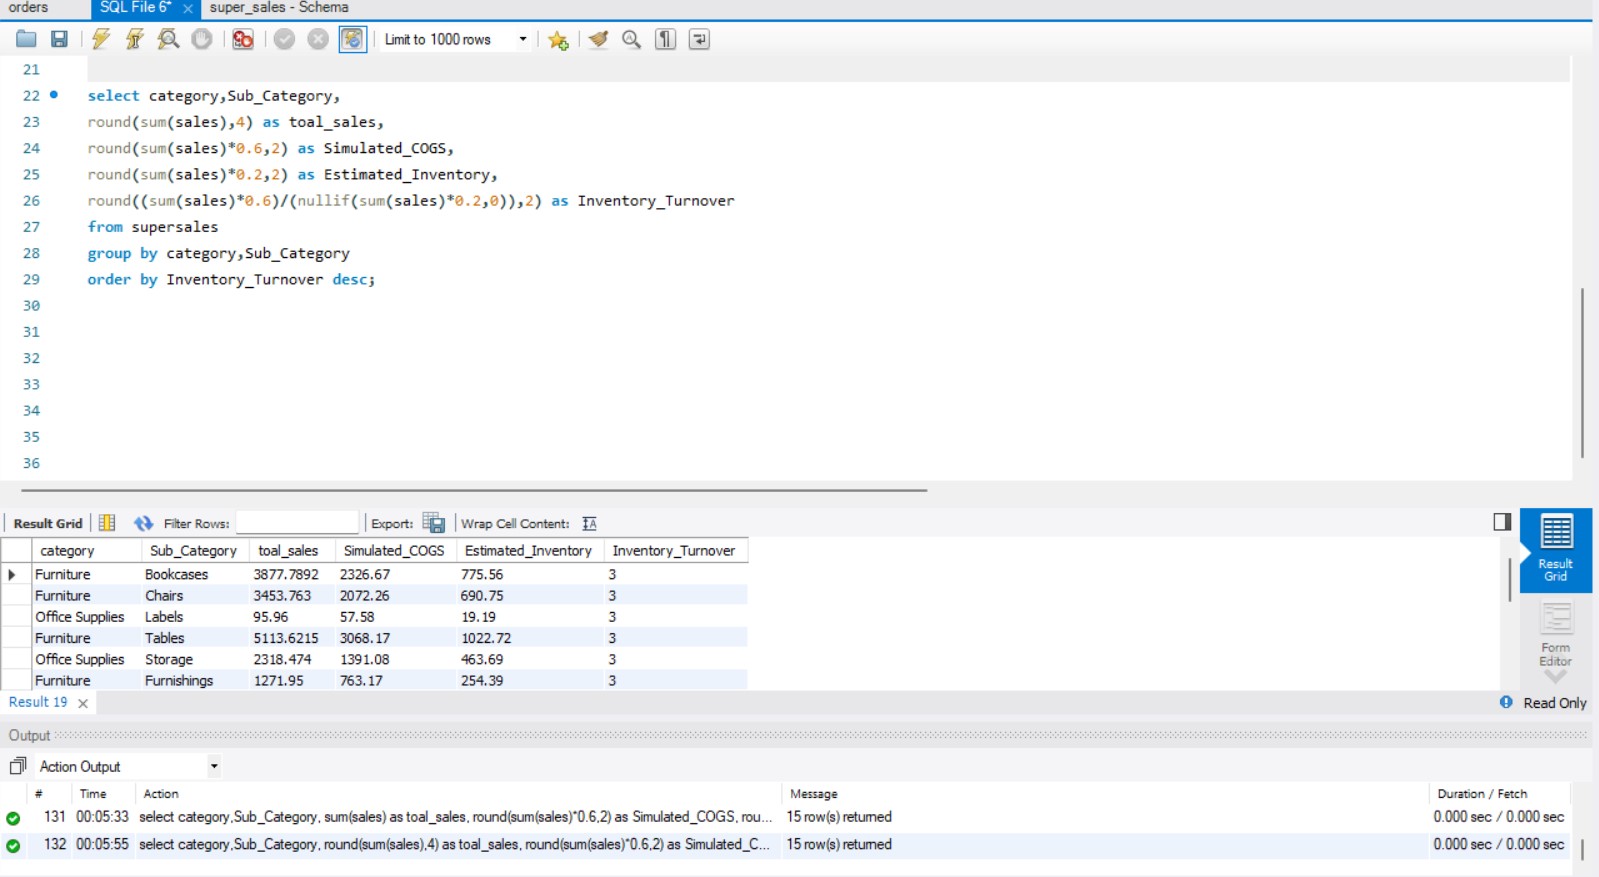 orders SQL File 6* super_sales - Schema
Limit to 1000 rows
21
22 select category,Sub_Category,
23 round(sum(sales),4) as toal_sales,
24 round(sum(sales)*0.6,2) as Simulated_COGS,
25 round(sum(sales)*0.2,2) as Estimated_Inventory,
26 round((sum(sales)*0.6)/(nullif(sum(sales)*0.2,0)),2) as Inventory_Turnover
27 from supersales
28 group by category,Sub_Category
29 order by Inventory_Turnover desc;
30
31
32
33
34
35
36
Result Grid Filter Rows: Export: Wrap Cell Content: IA
category Sub_Category toal_sales Simulated_COGS Estimated_Inventory Inventory_Turnover
Furniture Bookcases 3877.7892 2326.67 775.56 3
Furniture Chairs 3453.763 2072.26 690.75 3
Office Supplies Labels 95.96 57.58 19.19 3
Furniture Tables 5113.6215 3068.17 1022.72 3
Office Supplies Storage 2318.474 1391.08 463.69 3
Furniture Furnishings 1271.95 763.17 254.39 3
Result Grid
Form Editor
Result 19 Read Only
Output
Action Output
# Time Action Message Duration / Fetch
131 00:05:33 select category,Sub_Category, sum(sales) as toal_sales, round(sum(sales)*0.6,2) as Simulated_COGS, rou... 15 row(s) returned 0.000 sec / 0.000 sec
132 00:05:55 select category,Sub_Category, round(sum(sales),4) as toal_sales, round(sum(sales)*0.6,2) as Simulated_C... 15 row(s) returned 0.000 sec / 0.000 sec